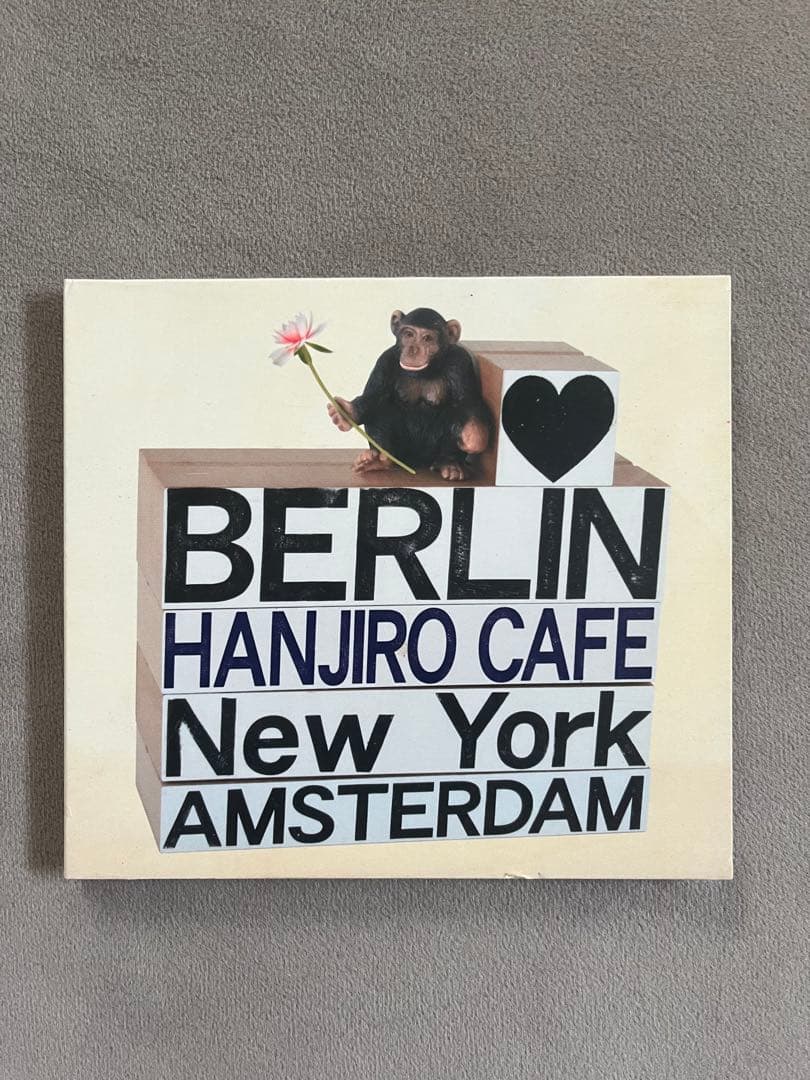 BERLIN
HANJIRO CAFE
New York
AMSTERDAM